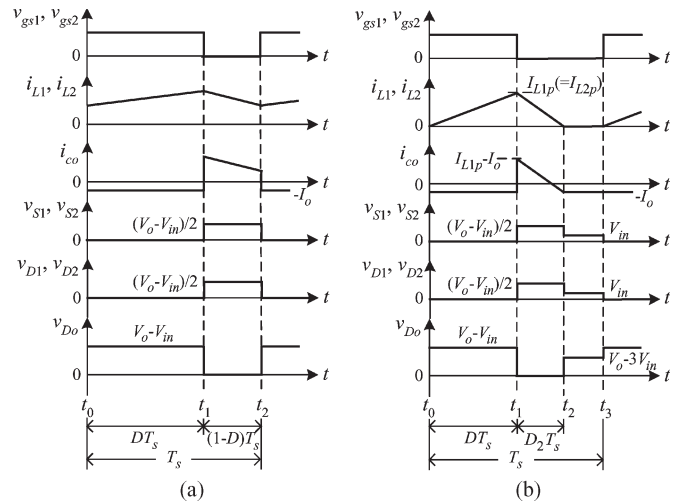 v_gs1, v_gs2
0
t
i_L1, i_L2
0
t
i_co
0
t
-I_o
v_S1, v_S2
(V_o-V_in)/2
0
t
v_D1, v_D2
(V_o-V_in)/2
0
t
v_Do
V_o-V_in
0
t
t_0 t_1 t_2
DT_s (1-D)T_s
T_s
(a)
v_gs1, v_gs2
0
t
i_L1, i_L2
I_L1p(=I_L2p)
0
t
i_co
I_L1p-I_o
0
t
-I_o
v_S1, v_S2
(V_o-V_in)/2
V_in
0
t
v_D1, v_D2
(V_o-V_in)/2
V_in
0
t
v_Do
V_o-V_in
V_o-3V_in
0
t
t_0 t_1 t_2 t_3
DT_s D_2T_s
T_s
(b)